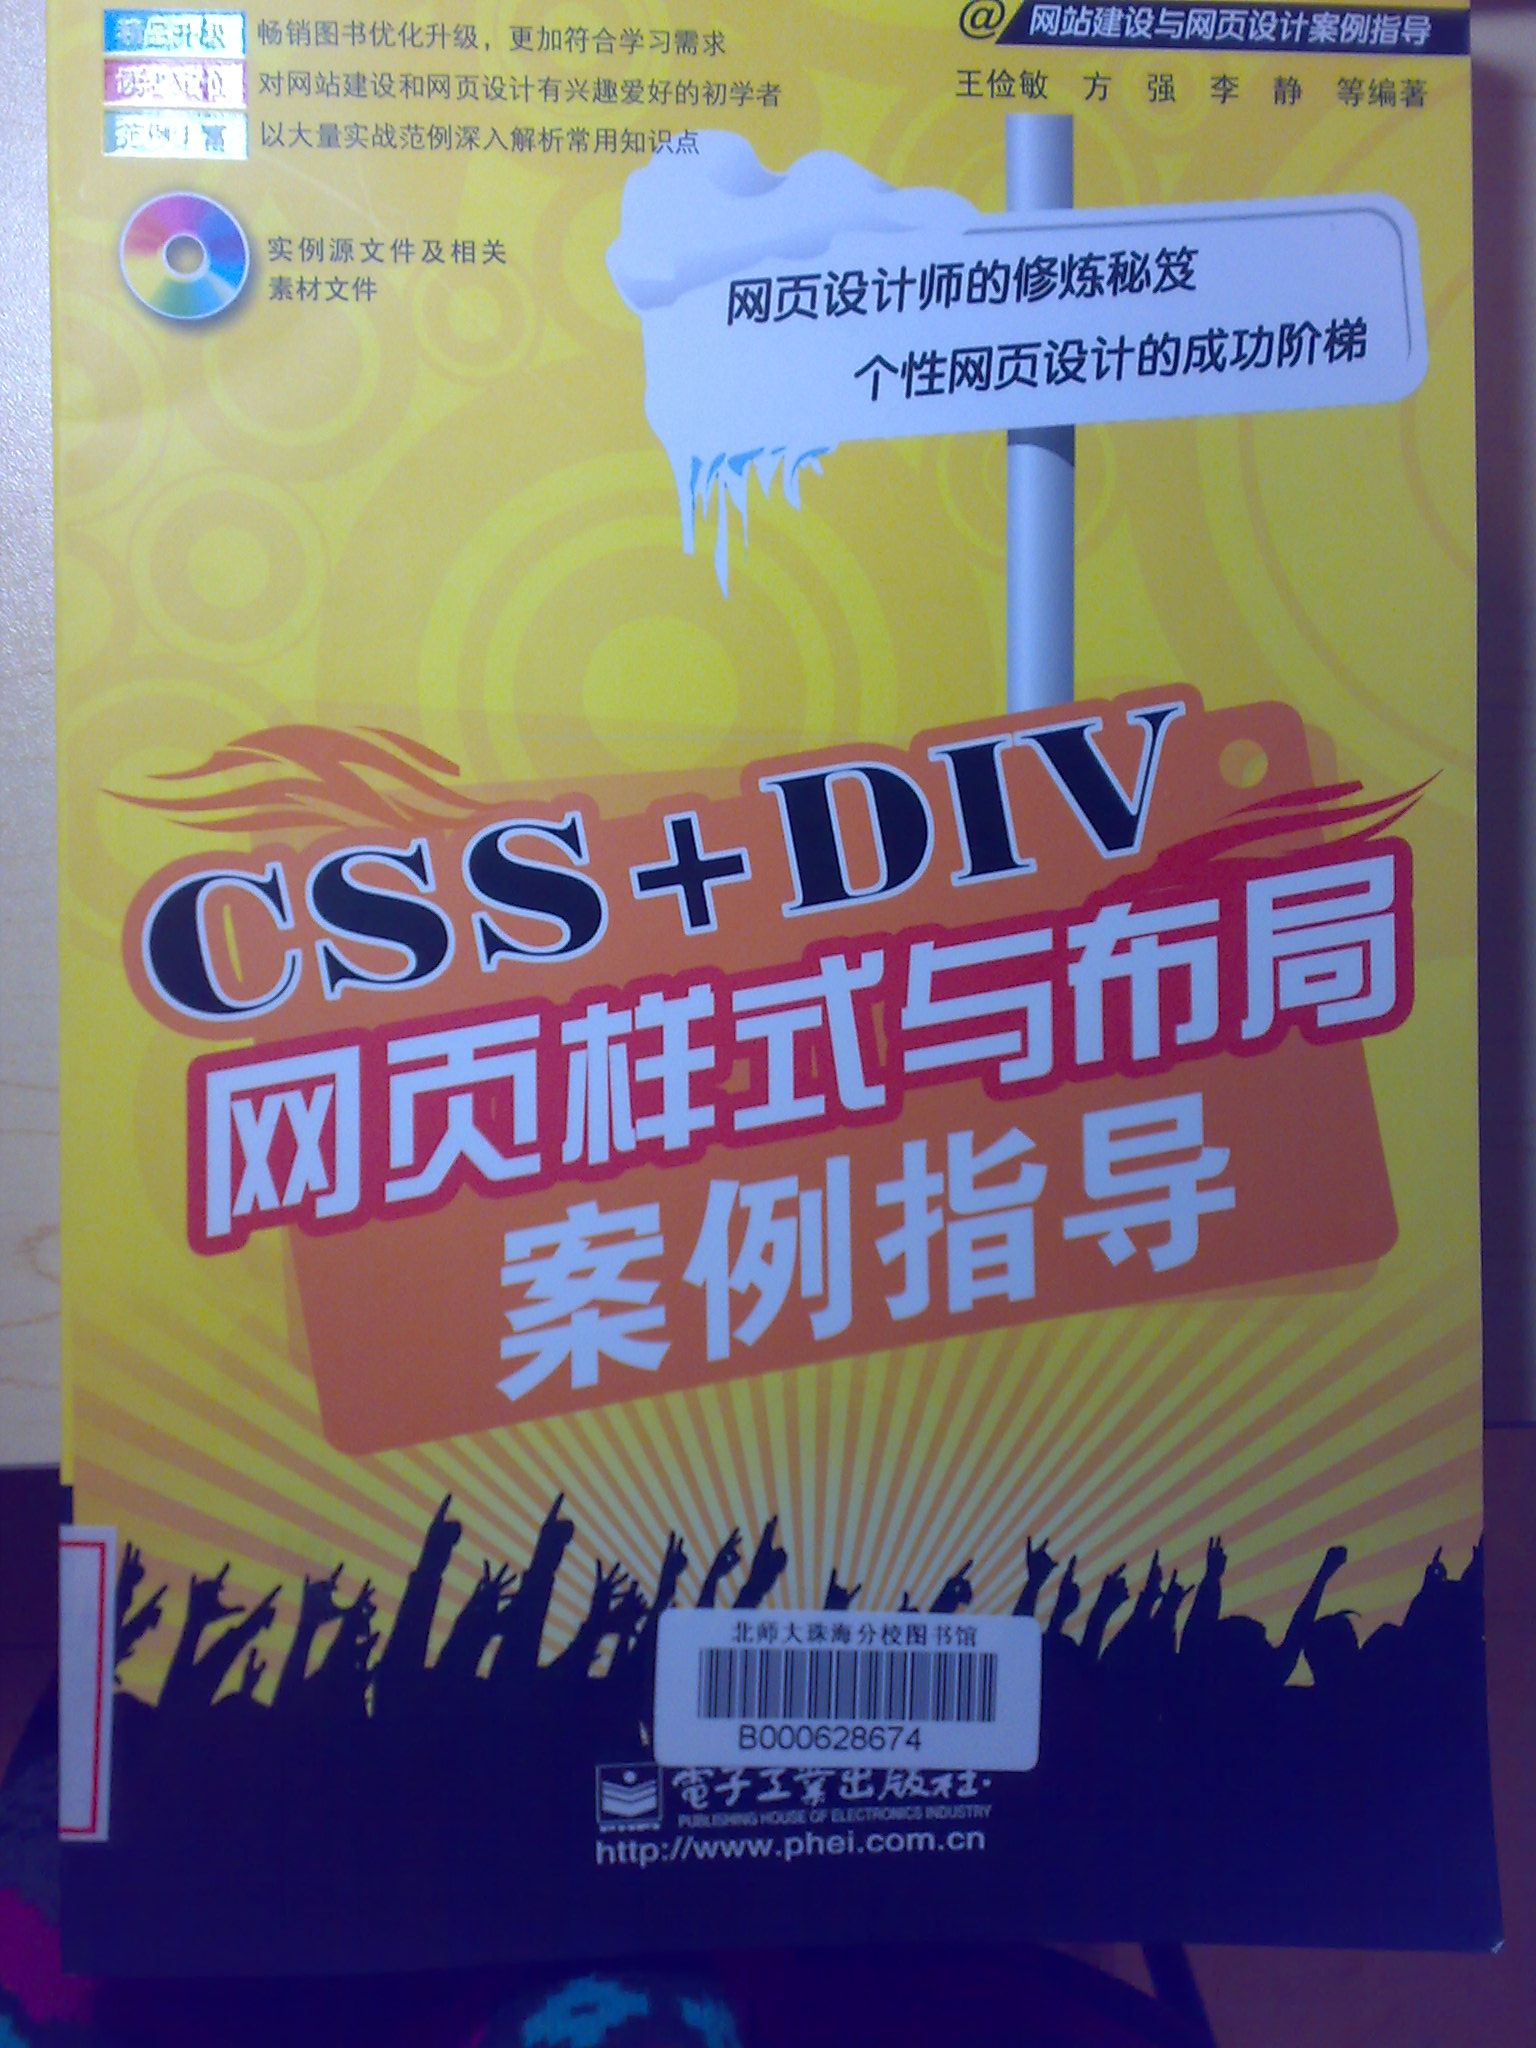 @ 网站建设与网页设计案例指导
畅销图书优化升级，更加符合学习需求
对网站建设和网页设计有兴趣爱好的初学者
以大量实战范例深入解析常用知识点
王俭敏 方强 李静 等编著
实例源文件及相关
素材文件
网页设计师的修炼秘笈
个性网页设计的成功阶梯
CSS+DIV
网页样式与布局
案例指导
北师大珠海分校图书馆
B000628674
電子工業出版社·
PUBLISHING HOUSE OF ELECTRONICS INDUSTRY
http://www.phei.com.cn